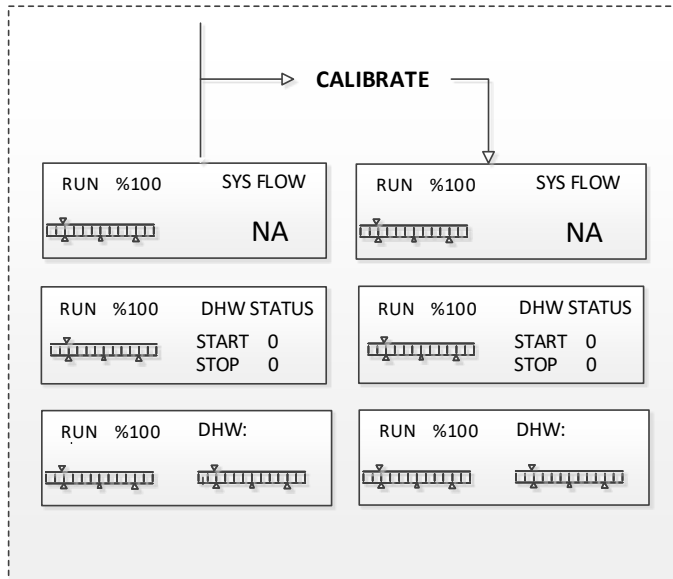 CALIBRATE
RUN %100 SYS FLOW
NA
RUN %100 SYS FLOW
NA
RUN %100 DHW STATUS
START 0
STOP 0
RUN %100 DHW STATUS
START 0
STOP 0
RUN %100 DHW:
RUN %100 DHW: